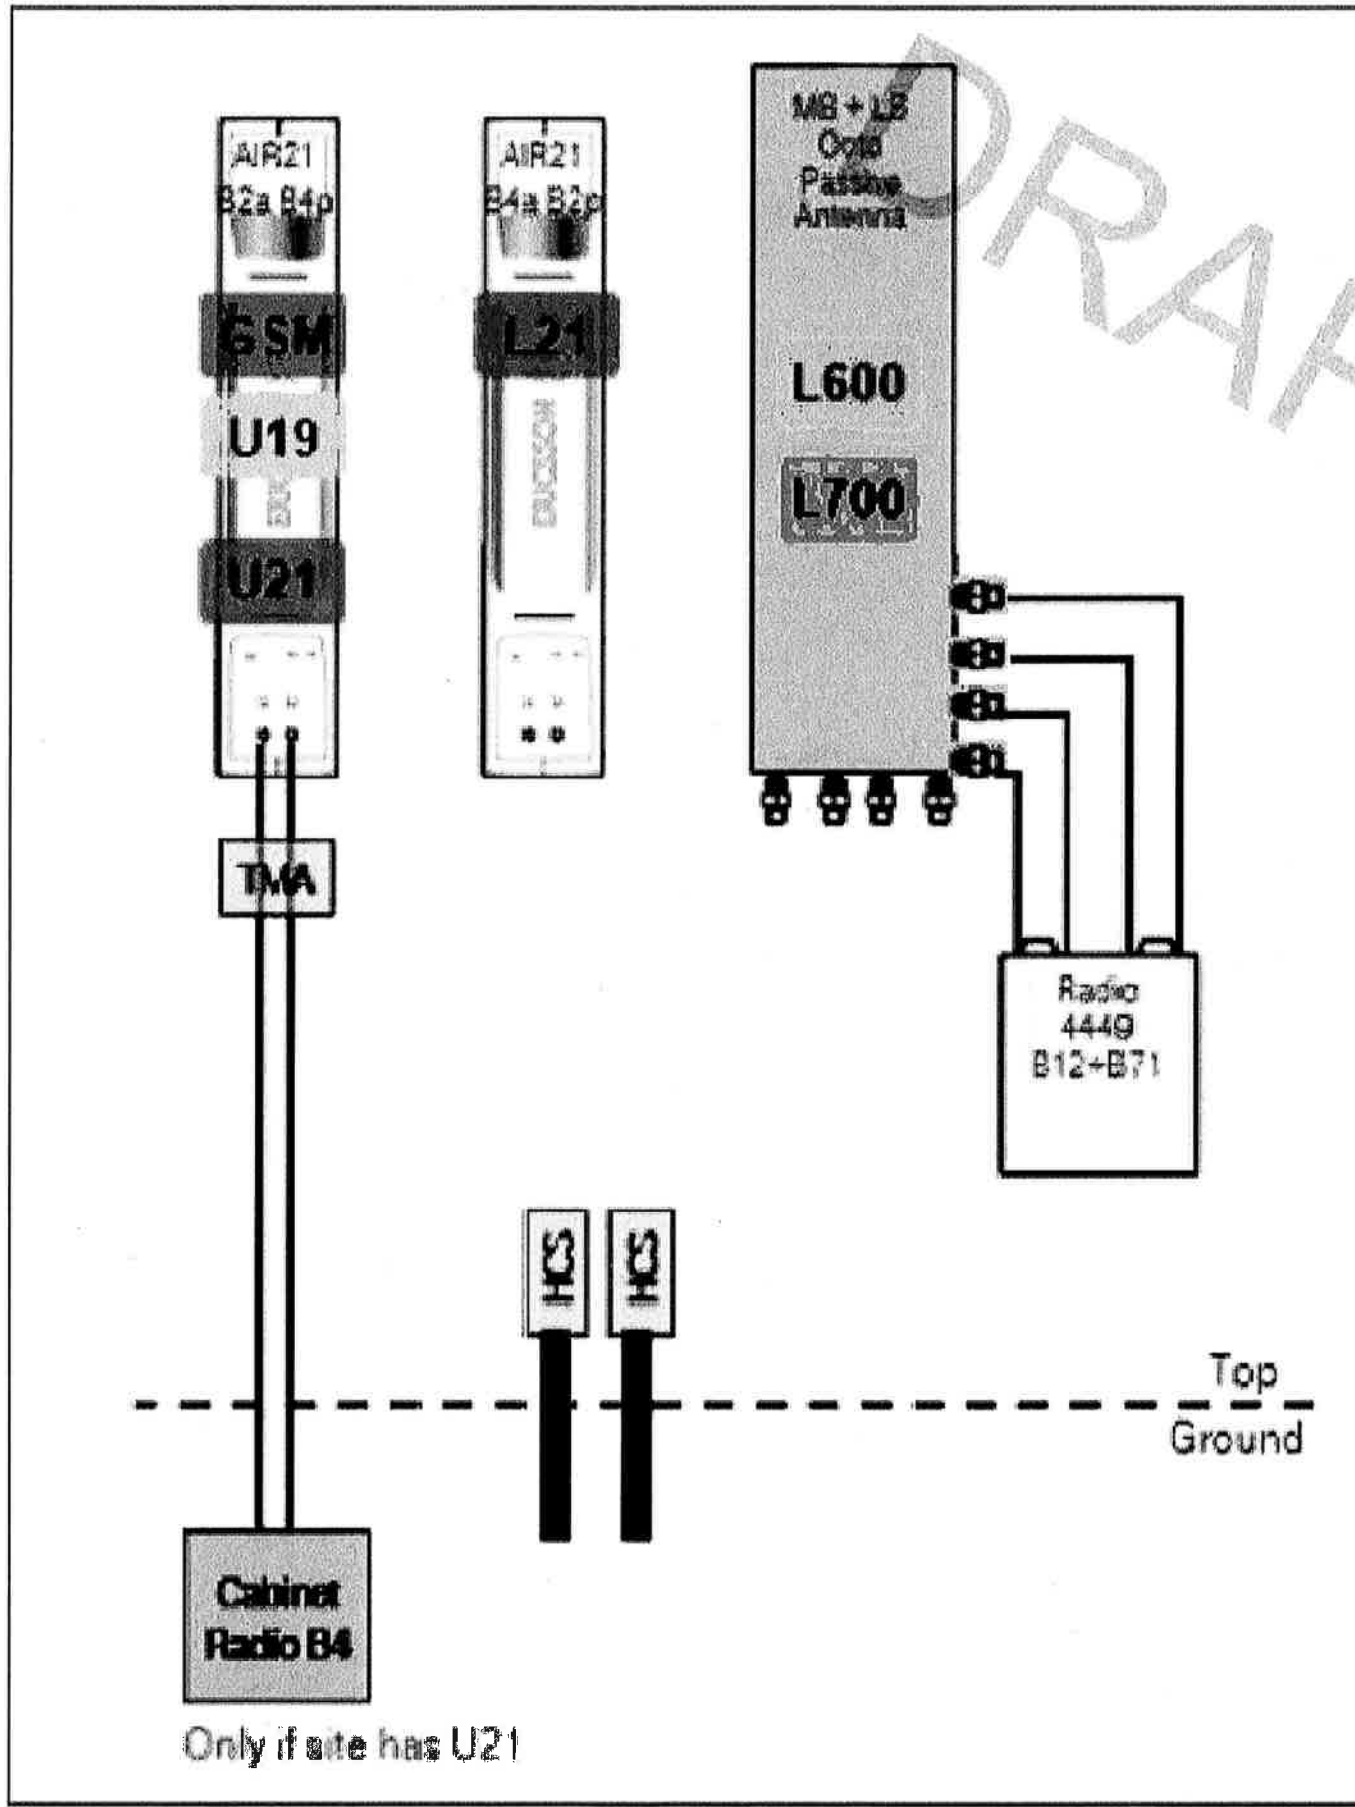 AIR21
B2a B4p
GSM
U19
U21
TMA
AIR21
B4a B2p
L21
ERICSSON
MB + LB
Octo
Passive
Antenna
L600
L700
Radio
4449
B12+B71
HCS
HCS
Top
Ground
Cabinet
Radio B4
Only if site has U21